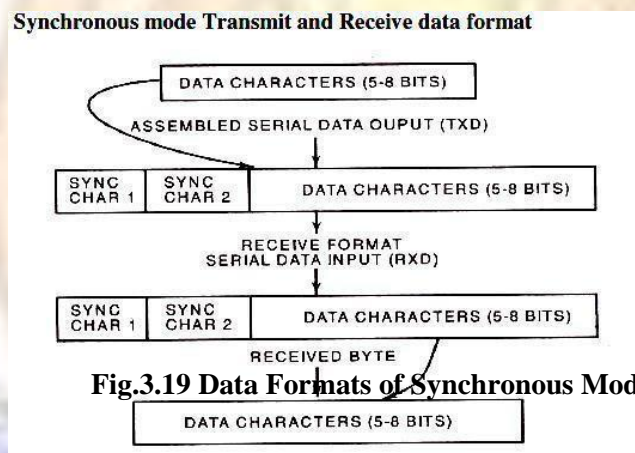 Synchronous mode Transmit and Receive data format
DATA CHARACTERS (5-8 BITS)
ASSEMBLED SERIAL DATA OUPUT (TXD)
SYNC CHAR 1
SYNC CHAR 2
DATA CHARACTERS (5-8 BITS)
RECEIVE FORMAT
SERIAL DATA INPUT (RXD)
SYNC CHAR 1
SYNC CHAR 2
DATA CHARACTERS (5-8 BITS)
RECEIVED BYTE
Fig.3.19 Data Formats of Synchronous Mod
DATA CHARACTERS (5-8 BITS)